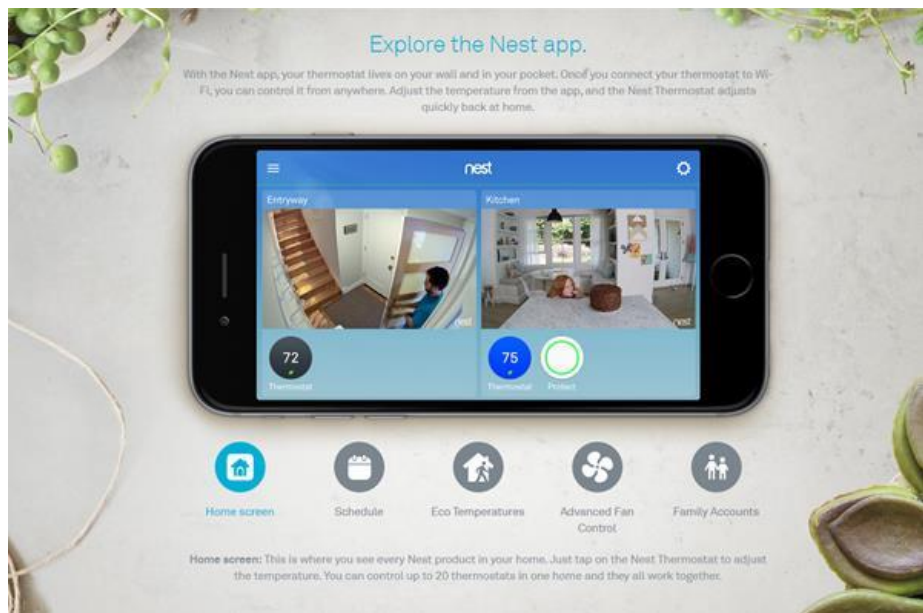 Explore the Nest app.
With the Nest app, your thermostat lives on your wall and in your pocket. Once you connect your thermostat to Wi-
Fi, you can control it from anywhere. Adjust the temperature from the app, and the Nest Thermostat adjusts
quickly back at home.
nest
Entryway
Kitchen
nest
nest
72
75
Thermostat
Thermostat
Protect
Home screen
Schedule
Eco Temperatures
Advanced Fan
Control
Family Accounts
Home screen: This is where you see every Nest product in your home. Just tap on the Nest Thermostat to adjust
the temperature. You can control up to 20 thermostats in one home and they all work together.